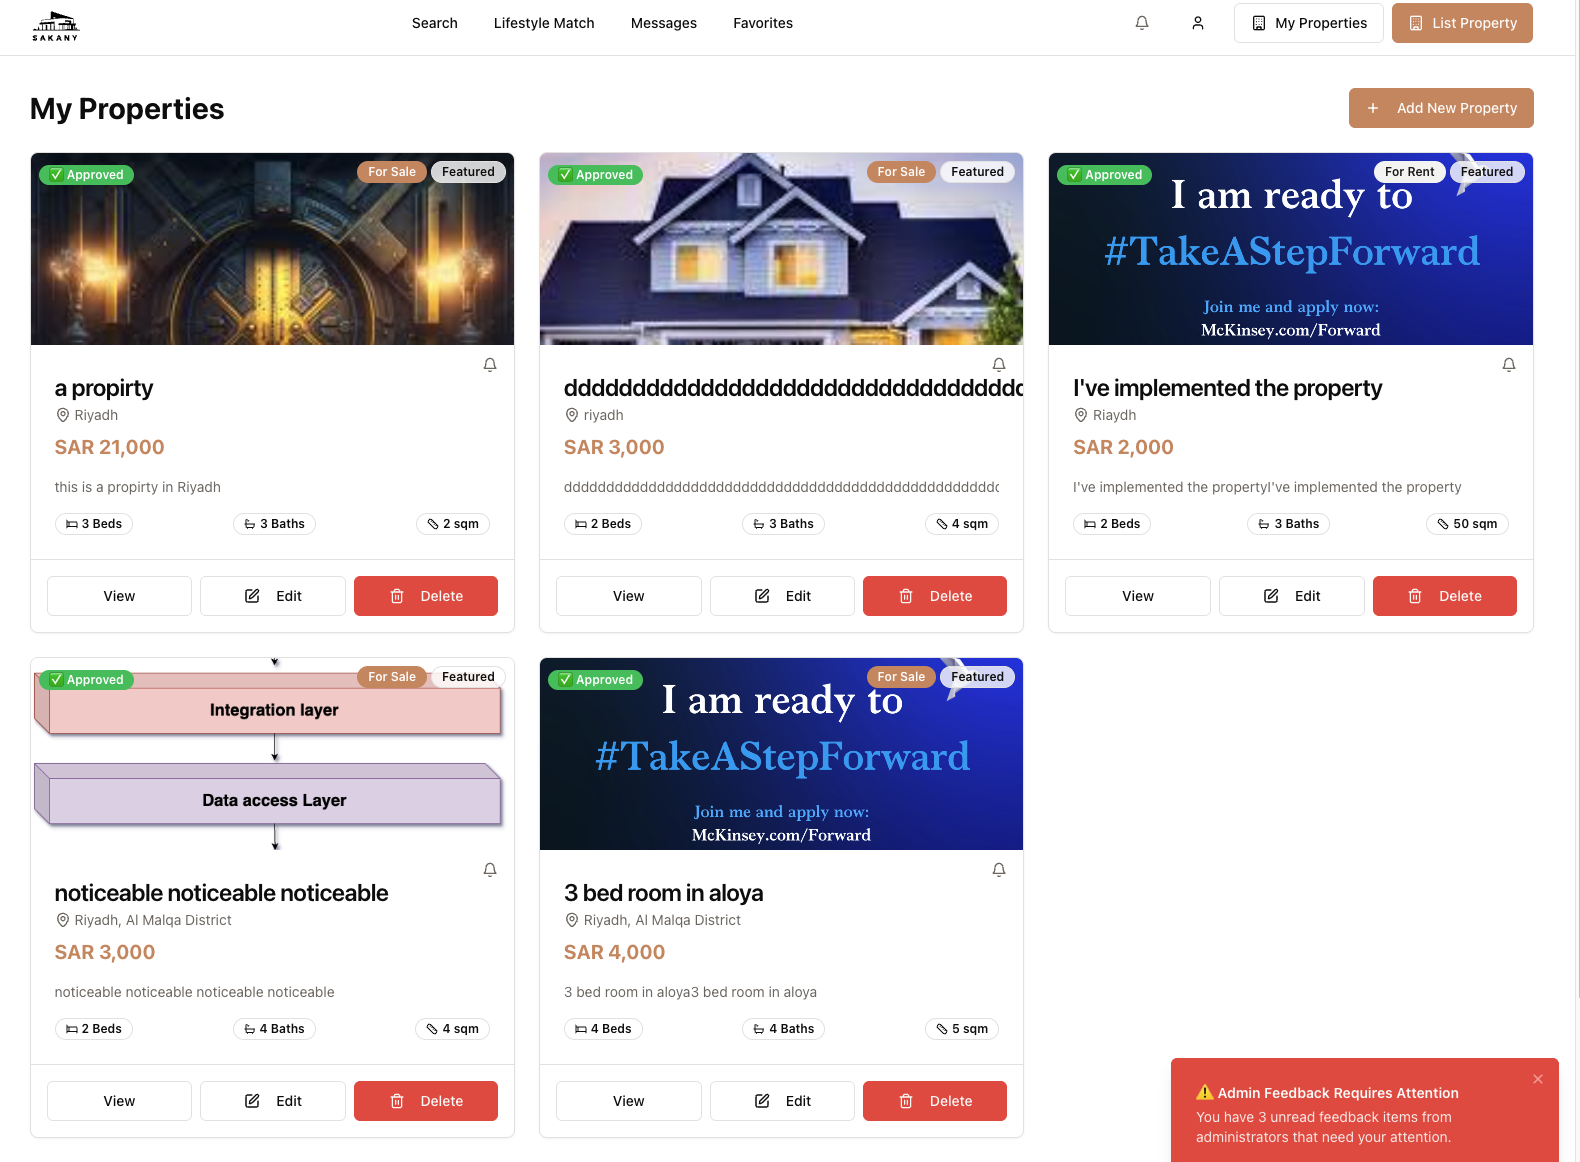 SAKANY
Search
Lifestyle Match
Messages
Favorites
My Properties
List Property
My Properties
Add New Property
Approved
For Sale
Featured
a propirty
Riyadh
SAR 21,000
this is a propirty in Riyadh
3 Beds
3 Baths
2 sqm
View
Edit
Delete
Approved
For Sale
Featured
riyadh
SAR 3,000
2 Beds
3 Baths
4 sqm
View
Edit
Delete
Approved
For Rent
Featured
I am ready to
#TakeAStepForward
Join me and apply now:
McKinsey.com/Forward
I've implemented the property
Riaydh
SAR 2,000
I've implemented the propertyI've implemented the property
2 Beds
3 Baths
50 sqm
View
Edit
Delete
Approved
For Sale
Featured
Integration layer
Data access Layer
noticeable noticeable noticeable
Riyadh, Al Malqa District
SAR 3,000
noticeable noticeable noticeable noticeable
2 Beds
4 Baths
4 sqm
View
Edit
Delete
Approved
For Sale
Featured
I am ready to
#TakeAStepForward
Join me and apply now:
McKinsey.com/Forward
3 bed room in aloya
Riyadh, Al Malqa District
SAR 4,000
3 bed room in aloya3 bed room in aloya
4 Beds
4 Baths
5 sqm
View
Edit
Delete
Admin Feedback Requires Attention
You have 3 unread feedback items from
administrators that need your attention.